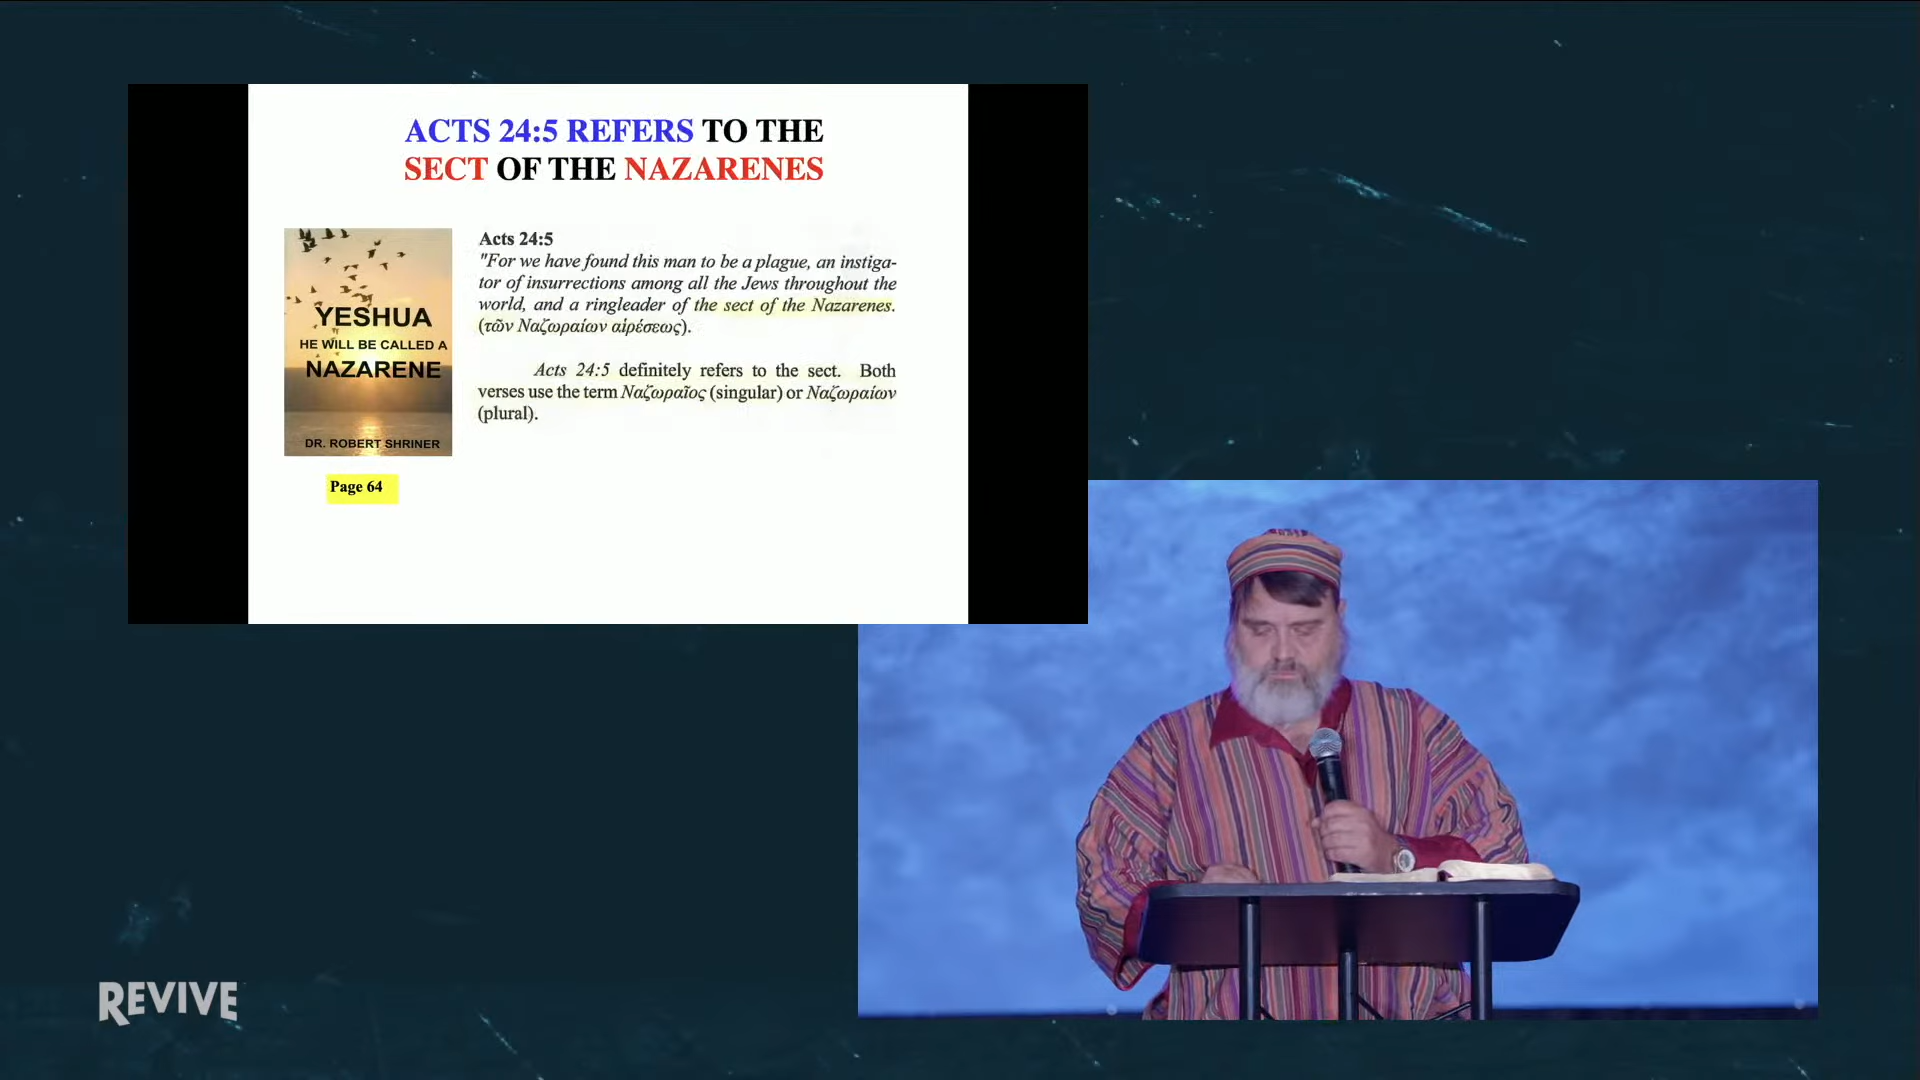 ACTS 24:5 REFERS TO THE
SECT OF THE NAZARENES
YESHUA
HE WILL BE CALLED A
NAZARENE
DR. ROBERT SHRINER
Page 64
Acts 24:5
"For we have found this man to be a plague, an instiga-
tor of insurrections among all the Jews throughout the
world, and a ringleader of the sect of the Nazarenes.
(τῶν Ναζωραίων αἱρέσεως).
Acts 24:5 definitely refers to the sect. Both
verses use the term Ναζωραῖος (singular) or Ναζωραίων
(plural).
REVIVE